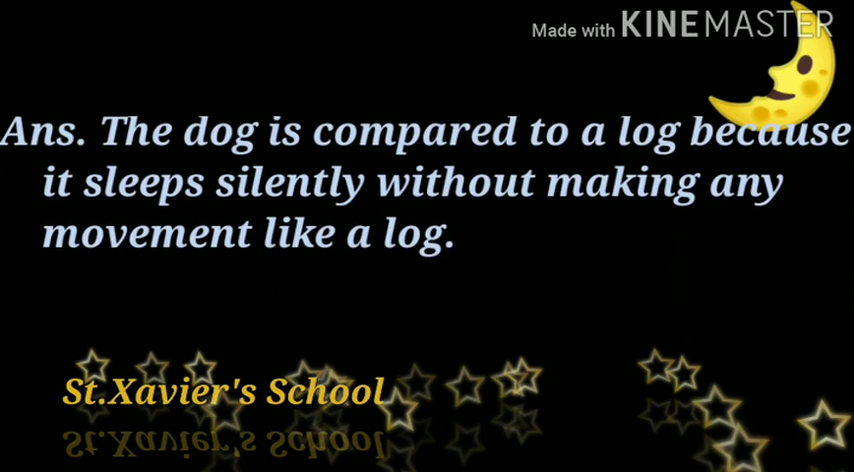 Made with KINEMASTER
Ans. The dog is compared to a log because
it sleeps silently without making any
movement like a log.
St.Xavier's School